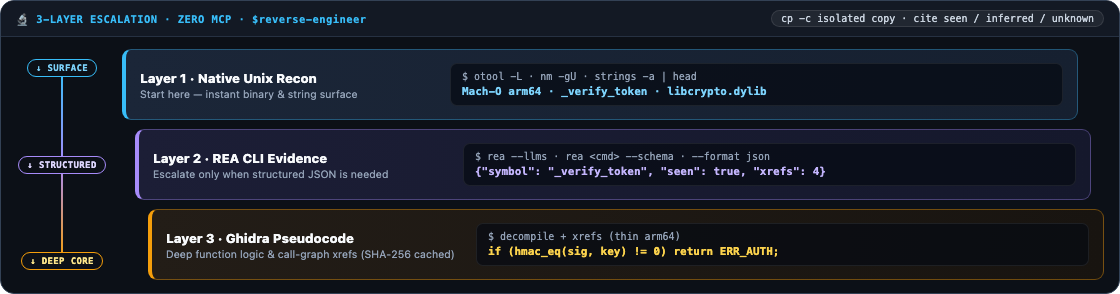 🔬 3-LAYER ESCALATION · ZERO MCP · $reverse-engineer
cp -c isolated copy · cite seen / inferred / unknown
↓ SURFACE
Layer 1 · Native Unix Recon
Start here — instant binary & string surface
$ otool -L · nm -gU · strings -a | head
Mach-O arm64 · _verify_token · libcrypto.dylib
↓ STRUCTURED
Layer 2 · REA CLI Evidence
Escalate only when structured JSON is needed
$ rea --llms · rea <cmd> --schema · --format json
{"symbol": "_verify_token", "seen": true, "xrefs": 4}
↓ DEEP CORE
Layer 3 · Ghidra Pseudocode
Deep function logic & call-graph xrefs (SHA-256 cached)
$ decompile + xrefs (thin arm64)
if (hmac_eq(sig, key) != 0) return ERR_AUTH;